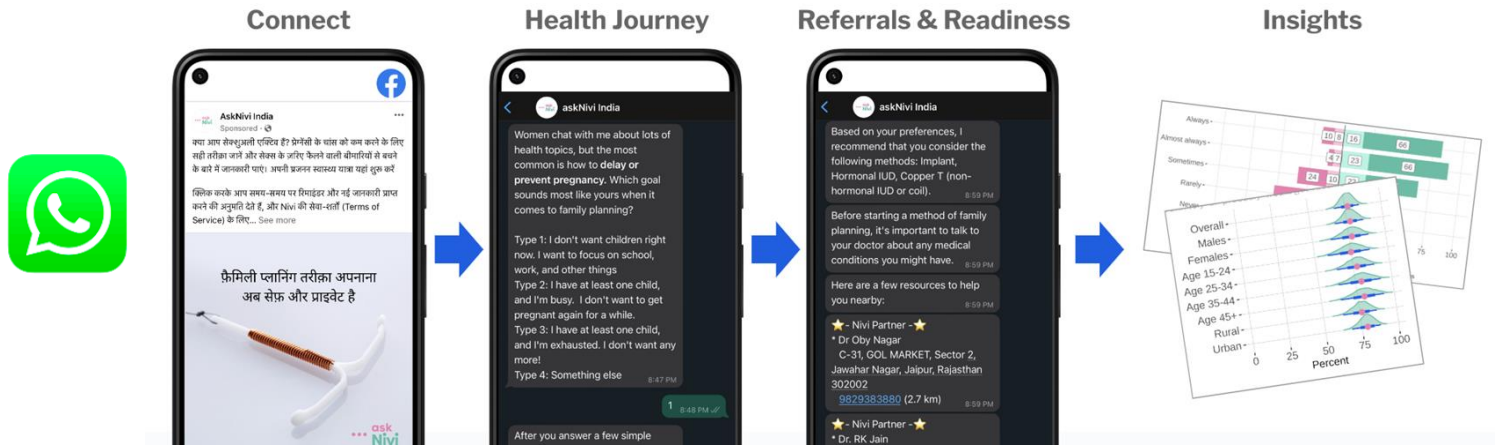 Connect
Health Journey
Referrals & Readiness
Insights
AskNivi India
Sponsored ·
क्या आप सेक्शुअली एक्टिव हैं? प्रेग्नेंसी के चांस को कम करने के लिए
सही तरीक़ा जानें और सेक्स के ज़रिए फैलने वाली बीमारियों से बचने
के बारे में जानकारी पाएं। अपनी प्रजनन स्वास्थ्य यात्रा यहां शुरू करें
क्लिक करके आप समय-समय पर रिमाइंडर और नई जानकारी प्राप्त
करने की अनुमति देते हैं, और Nivi की सेवा-शर्तों (Terms of
Service) के लिए... See more
फ़ैमिली प्लानिंग तरीक़ा अपनाना
अब सेफ़ और प्राइवेट है
ask
Nivi
askNivi India
Women chat with me about lots of
health topics, but the most
common is how to delay or
prevent pregnancy. Which goal
sounds most like yours when it
comes to family planning?
Type 1: I don't want children right
now. I want to focus on school,
work, and other things
Type 2: I have at least one child,
and I'm busy. I don't want to get
pregnant again for a while.
Type 3: I have at least one child,
and I'm exhausted. I don't want any
more!
Type 4: Something else
8:47 PM
1 8:48 PM
After you answer a few simple
askNivi India
Based on your preferences, I
recommend that you consider the
following methods: Implant,
Hormonal IUD, Copper T (non-
hormonal IUD or coil).
8:59 PM
Before starting a method of family
planning, it's important to talk to
your doctor about any medical
conditions you might have.
8:59 PM
Here are a few resources to help
you nearby:
8:59 PM
⭐- Nivi Partner -⭐
* Dr Oby Nagar
C-31, GOL MARKET, Sector 2,
Jawahar Nagar, Jaipur, Rajasthan
302002
9829383880 (2.7 km)
8:59 PM
⭐- Nivi Partner -⭐
* Dr. RK Jain
Always
10 8 16 66
Almost always
4 7 23 66
Sometimes
24 10
Rarely
75 100
Overall
Males
Females
Age 15-24
Age 25-34
Age 35-44
Age 45+
Rural
Urban
0 25 50 75 100
Percent